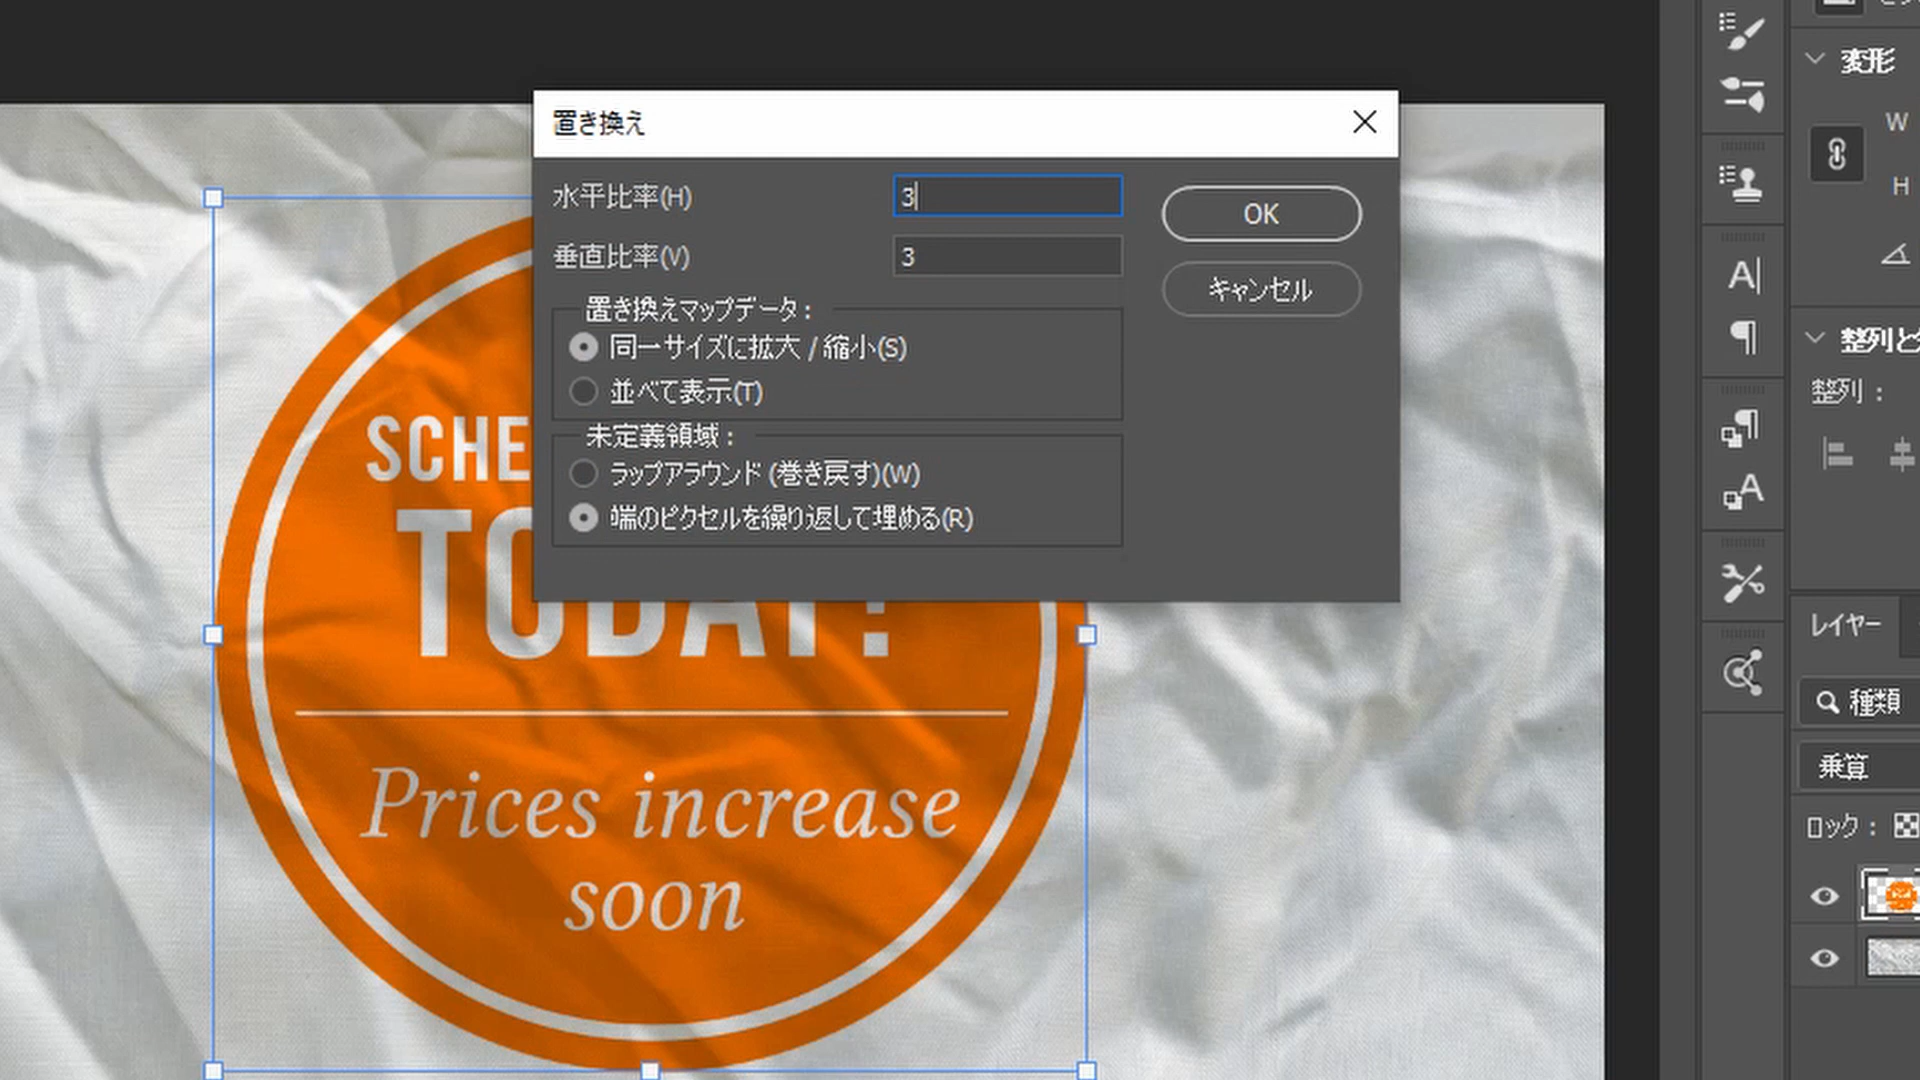 置き換え
水平比率(H)
3
OK
垂直比率(V)
3
キャンセル
置き換えマップデータ：
同一サイズに拡大 / 縮小(S)
並べて表示(T)
未定義領域：
ラップアラウンド (巻き戻す)(W)
端のピクセルを繰り返して埋める(R)
SCHE
TODAY!
Prices increase
soon
変形
W
H
整列と
整列：
レイヤー
種類
乗算
ロック：